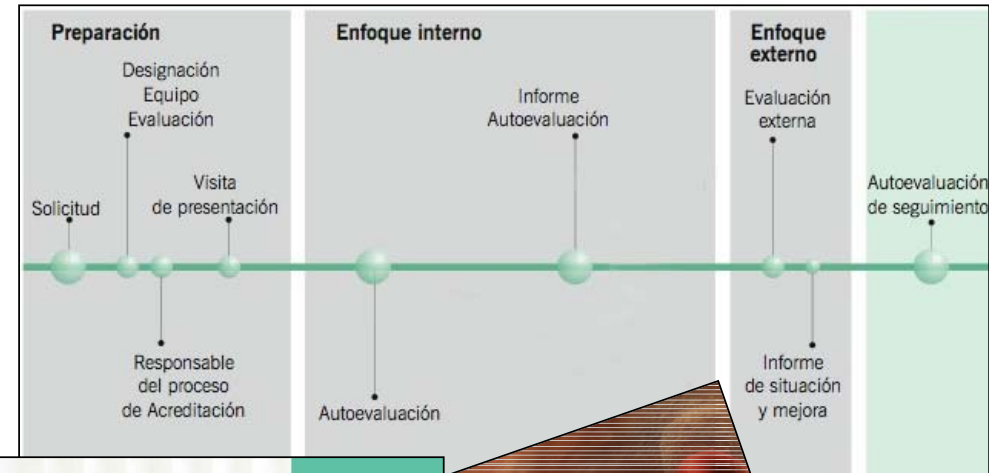 Preparación
Designación
Equipo
Evaluación
Solicitud
Visita
de presentación
Responsable
del proceso
de Acreditación
Enfoque interno
Informe
Autoevaluación
Autoevaluación
Enfoque
externo
Evaluación
externa
Informe
de situación
y mejora
Autoevaluación
de seguimiento